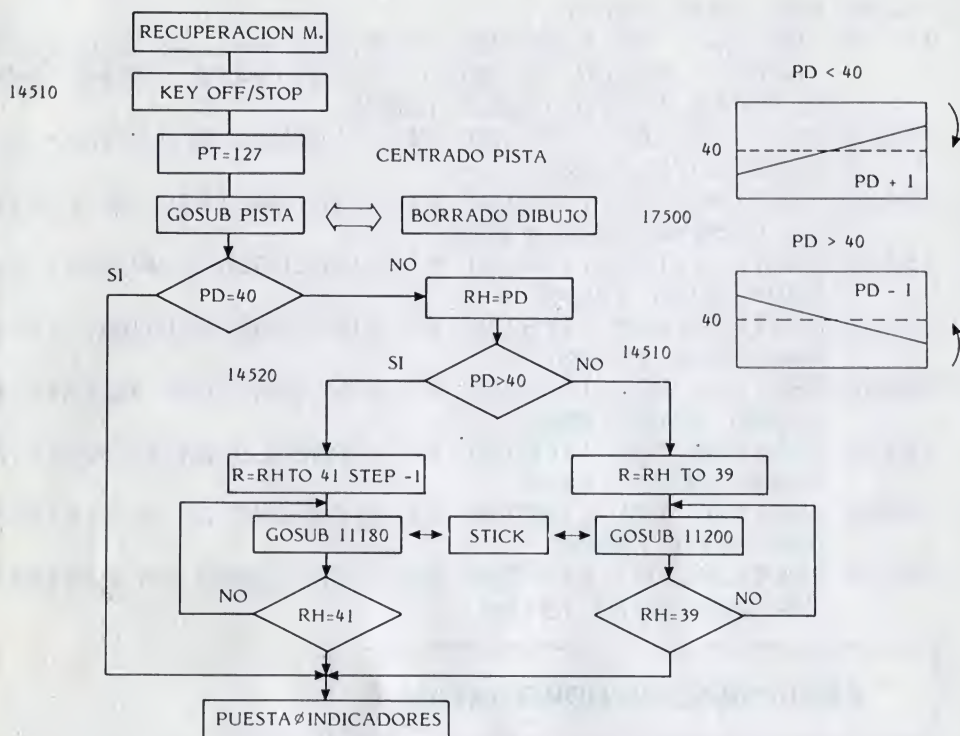 RECUPERACION M.
14510
KEY OFF/STOP
PT=127
CENTRADO PISTA
GOSUB PISTA
BORRADO DIBUJO
17500
SI
PD=40
NO
RH=PD
14520
SI
PD>40
NO
14510
R=RH TO 41 STEP -1
R=RH TO 39
GOSUB 11180
STICK
GOSUB 11200
NO
RH=41
RH=39
NO
PUESTA ø INDICADORES
PD < 40
40
PD + 1
PD > 40
40
PD - 1